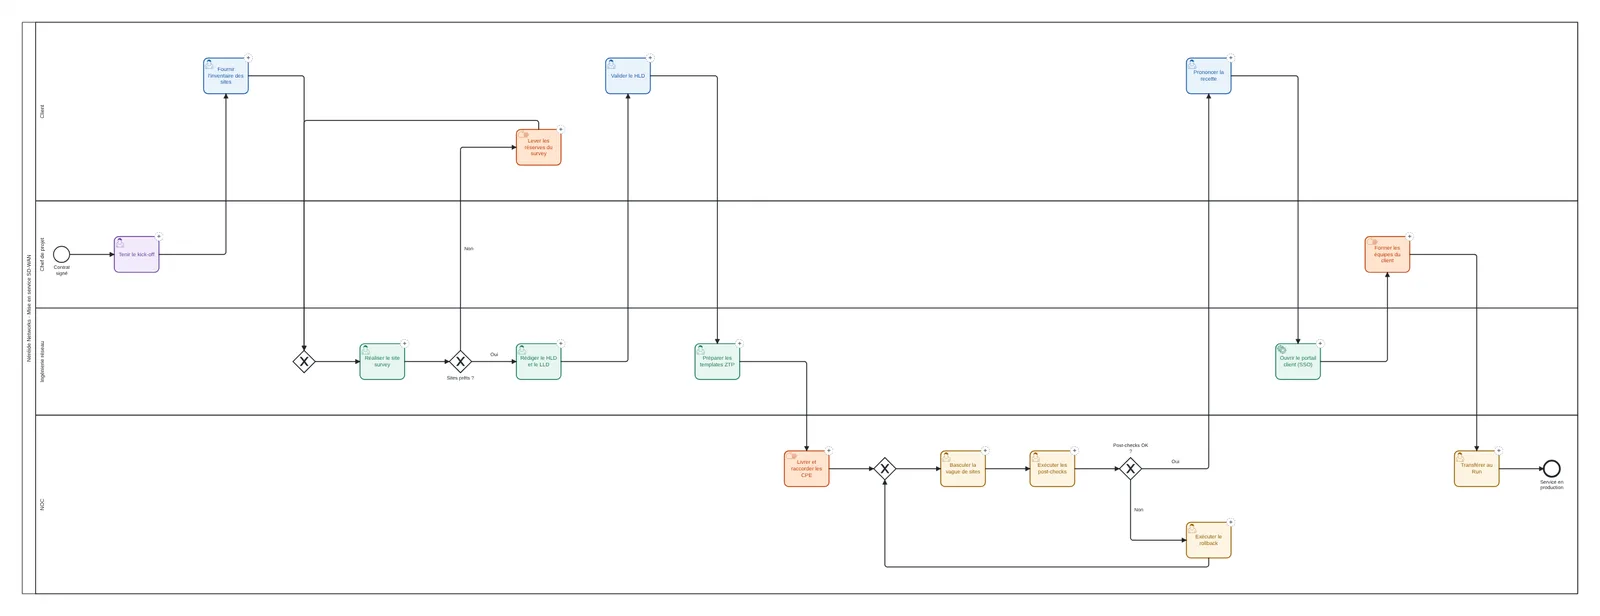 Néréide Networks - Mise en service SD-WAN
Client
Fournir
l'inventaire des
sites
Valider le HLD
Prononcer la
recette
Lever les
réserves du
survey
Chef de projet
Contrat
signé
Tenir le kick-off
Non
Former les
équipes du
client
Ingénierie réseau
Réaliser le site
survey
Sites prêts ?
Oui
Rédiger le HLD
et le LLD
Préparer les
templates ZTP
Ouvrir le portail
client (SSO)
NOC
Livrer et
raccorder les
CPE
Basculer la
vague de sites
Exécuter les
post-checks
Post-checks OK
?
Oui
Non
Exécuter le
rollback
Transférer au
Run
Service en
production